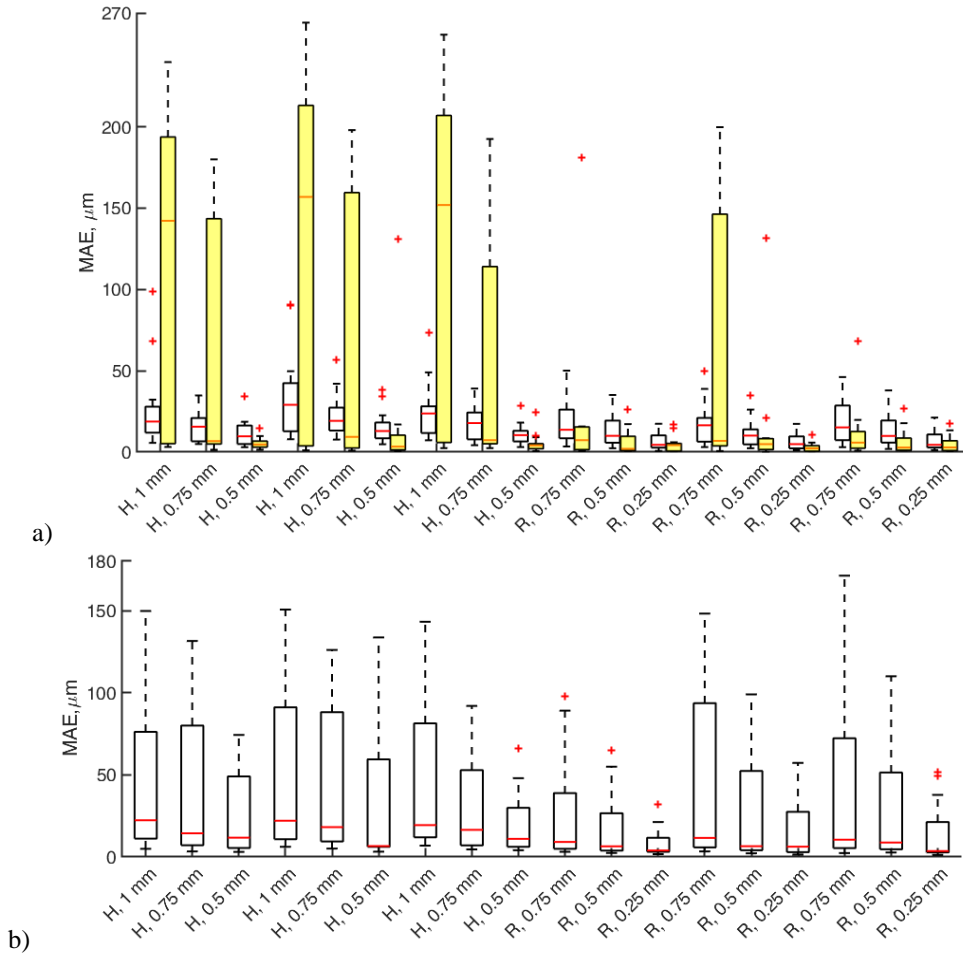 270
200
150
100
50
0
MAE, μm
H, 1 mm
H, 0.75 mm
H, 0.5 mm
H, 1 mm
H, 0.75 mm
H, 0.5 mm
H, 1 mm
H, 0.75 mm
H, 0.5 mm
R, 0.75 mm
R, 0.5 mm
R, 0.25 mm
R, 0.75 mm
R, 0.5 mm
R, 0.25 mm
R, 0.75 mm
R, 0.5 mm
R, 0.25 mm
a)
180
150
100
50
0
MAE,μm
H, 1 mm
H, 0.75 mm
H, 0.5 mm
H, 1 mm
H, 0.75 mm
H, 0.5 mm
H, 1 mm
H, 0.75 mm
H, 0.5 mm
R, 0.75 mm
R, 0.5 mm
R, 0.25 mm
R, 0.75 mm
R, 0.5 mm
R, 0.25 mm
R, 0.75 mm
R, 0.5 mm
R, 0.25 mm
b)